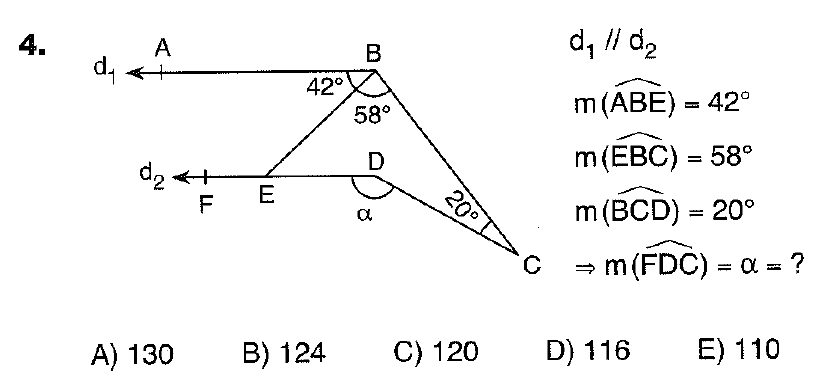 4.
A B
d₁ 42° 58°
d₂ D
F E α
20°
C
d₁ // d₂
m(ABE) = 42°
m(EBC) = 58°
m(BCD) = 20°
⇒ m(FDC) = α = ?
A) 130 B) 124 C) 120 D) 116 E) 110